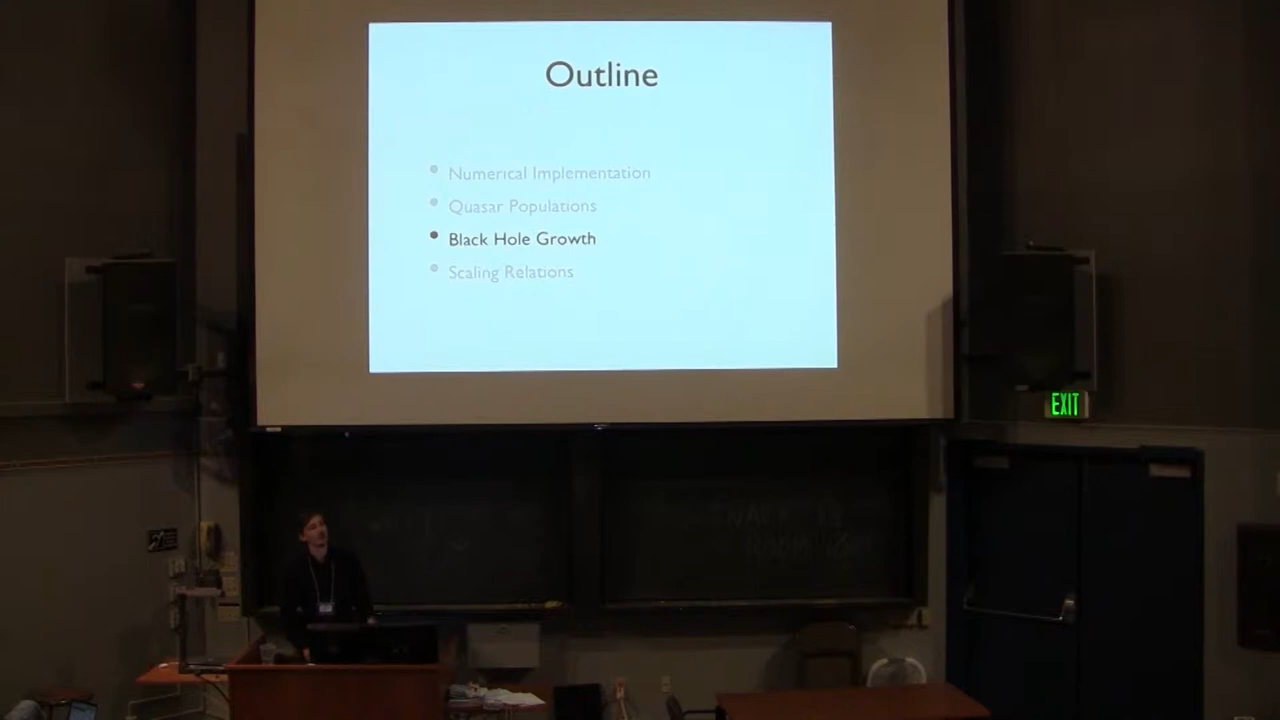 Outline
Numerical Implementation
Quasar Populations
Black Hole Growth
Scaling Relations
EXIT